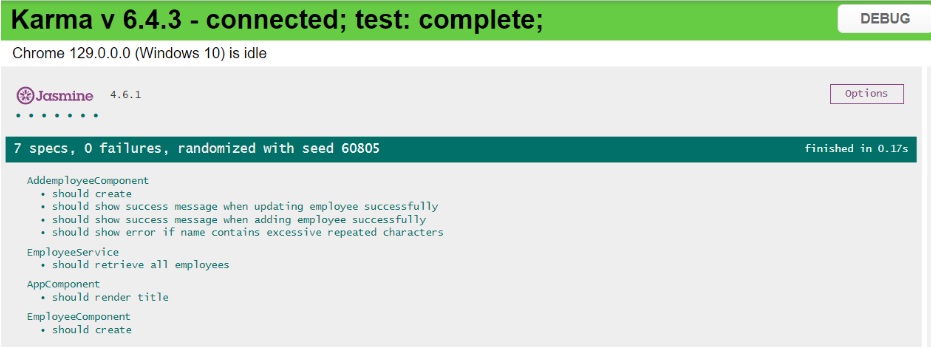 Karma v 6.4.3 - connected; test: complete;
DEBUG
Chrome 129.0.0.0 (Windows 10) is idle
Jasmine 4.6.1
Options
7 specs, 0 failures, randomized with seed 60805
finished in 0.17s
AddemployeeComponent
• should create
• should show success message when updating employee successfully
• should show success message when adding employee successfully
• should show error if name contains excessive repeated characters
EmployeeService
• should retrieve all employees
AppComponent
• should render title
EmployeeComponent
• should create